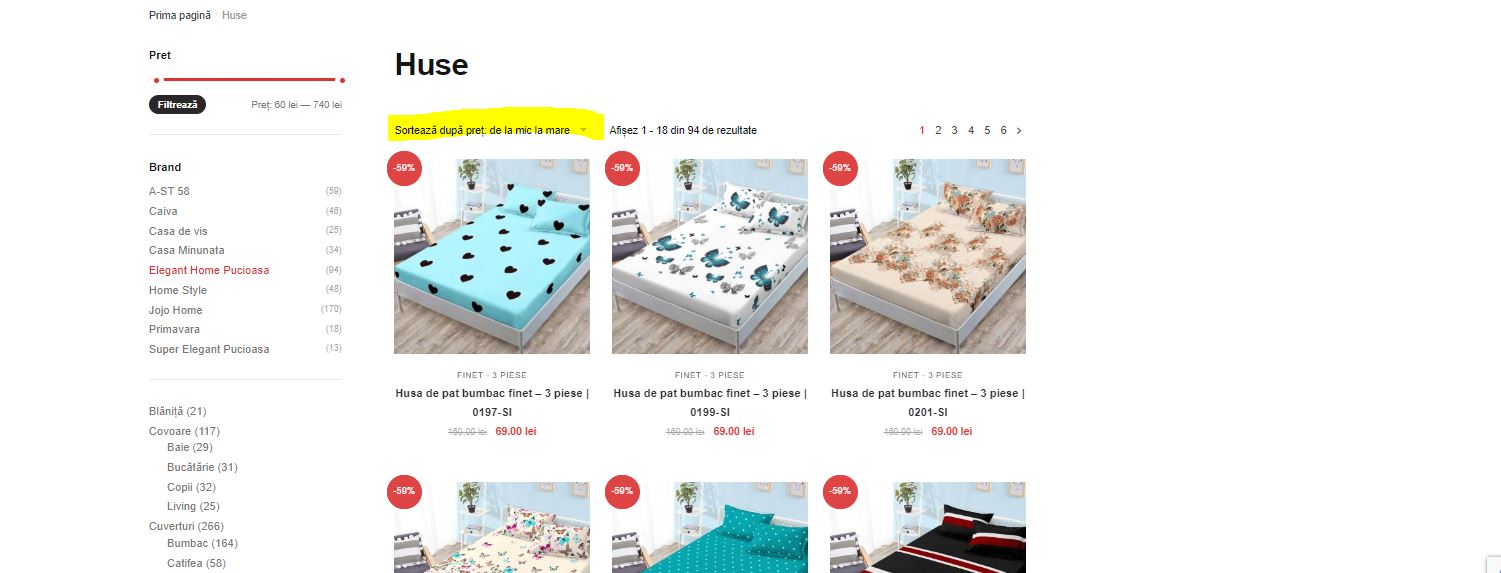 Prima pagină / Huse
Pret
Filtrează
Preț: 60 lei — 740 lei
Brand
A-ST 58 (59)
Caiva (46)
Casa de vis (25)
Casa Minunata (34)
Elegant Home Pucioasa (94)
Home Style (48)
Jojo Home (170)
Primavara (18)
Super Elegant Pucioasa (13)
Blăniță (21)
Covoare (117)
Baie (29)
Bucătărie (31)
Copii (32)
Living (25)
Cuverturi (266)
Bumbac (164)
Catifea (58)
Huse
Sortează după preț: de la mic la mare
Afișez 1 - 18 din 94 de rezultate
1 2 3 4 5 6 ›
-59%
FINET - 3 PIESE
Husa de pat bumbac finet – 3 piese |
0197-SI
169.00 lei 69.00 lei
-59%
FINET - 3 PIESE
Husa de pat bumbac finet – 3 piese |
0199-SI
169.00 lei 69.00 lei
-59%
FINET - 3 PIESE
Husa de pat bumbac finet – 3 piese |
0201-SI
169.00 lei 69.00 lei
-59%
-59%
-59%